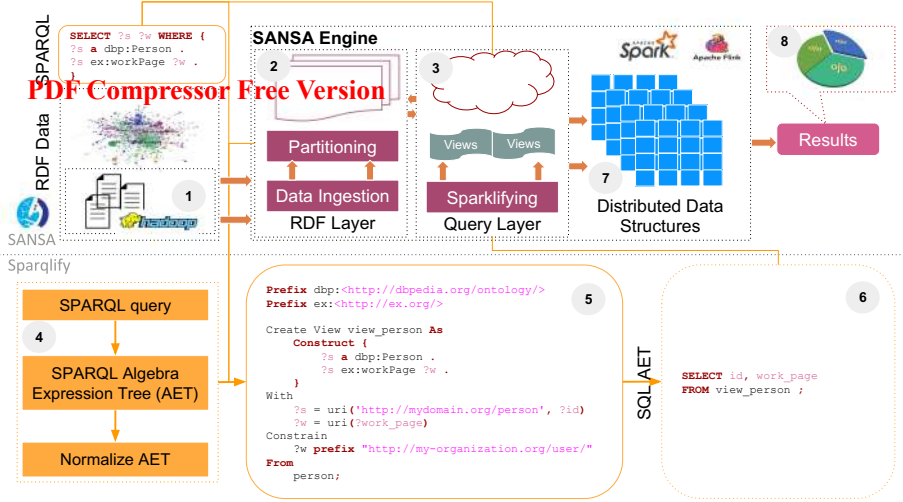 SPARQL
SELECT ?s ?w WHERE {
?s a dbp:Person .
?s ex:workPage ?w .
}
PDF Compressor Free Version
RDF Data
1
hadoop
SANSA
SANSA Engine
2
Partitioning
Data Ingestion
RDF Layer
3
Views
Views
Sparklifying
Query Layer
APACHE
Spark
Apache Flink
7
Distributed Data
Structures
8
Results
Sparqlify
SPARQL query
4
SPARQL Algebra
Expression Tree (AET)
Normalize AET
5
Prefix dbp:<http://dbpedia.org/ontology/>
Prefix ex:<http://ex.org/>
Create View view_person As
Construct {
?s a dbp:Person .
?s ex:workPage ?w .
}
With
?s = uri('http://mydomain.org/person', ?id)
?w = uri(?work_page)
Constrain
?w prefix "http://my-organization.org/user/"
From
person;
SQL AET
6
SELECT id, work_page
FROM view_person ;